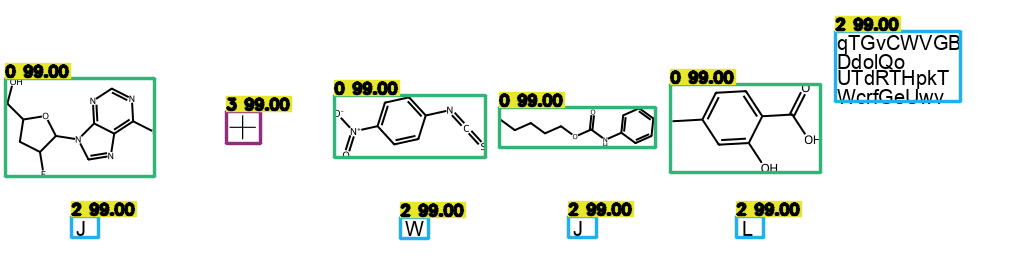 2 99.00
qTGvCWVGB
DdolQo
UTdRTHpkT
WcrfGeUwv
0 99.00
OH
O
N
N
N
N
F
3 99.00
+
0 99.00
O-
N+
O
N
C
S
0 99.00
O
O
N
H
0 99.00
O
OH
OH
2 99.00
J
2 99.00
W
2 99.00
J
2 99.00
L